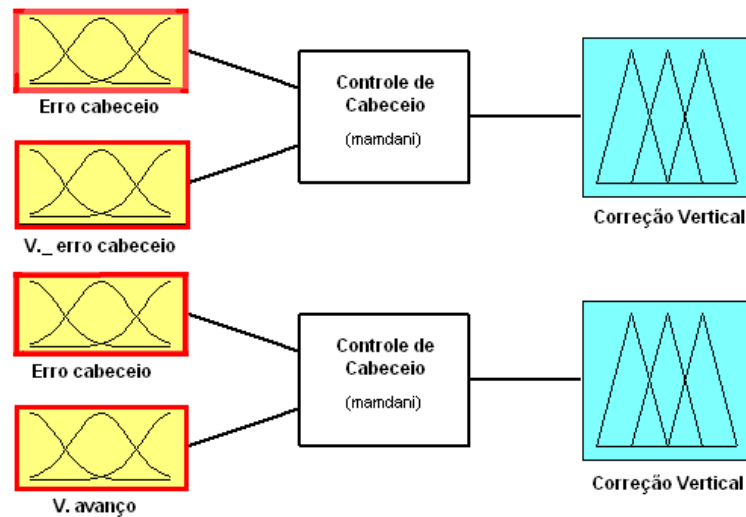 Erro cabeceio
Controle de
Cabeceio
(mamdani)
Correção Vertical
V._ erro cabeceio
Erro cabeceio
Controle de
Cabeceio
(mamdani)
Correção Vertical
V. avanço